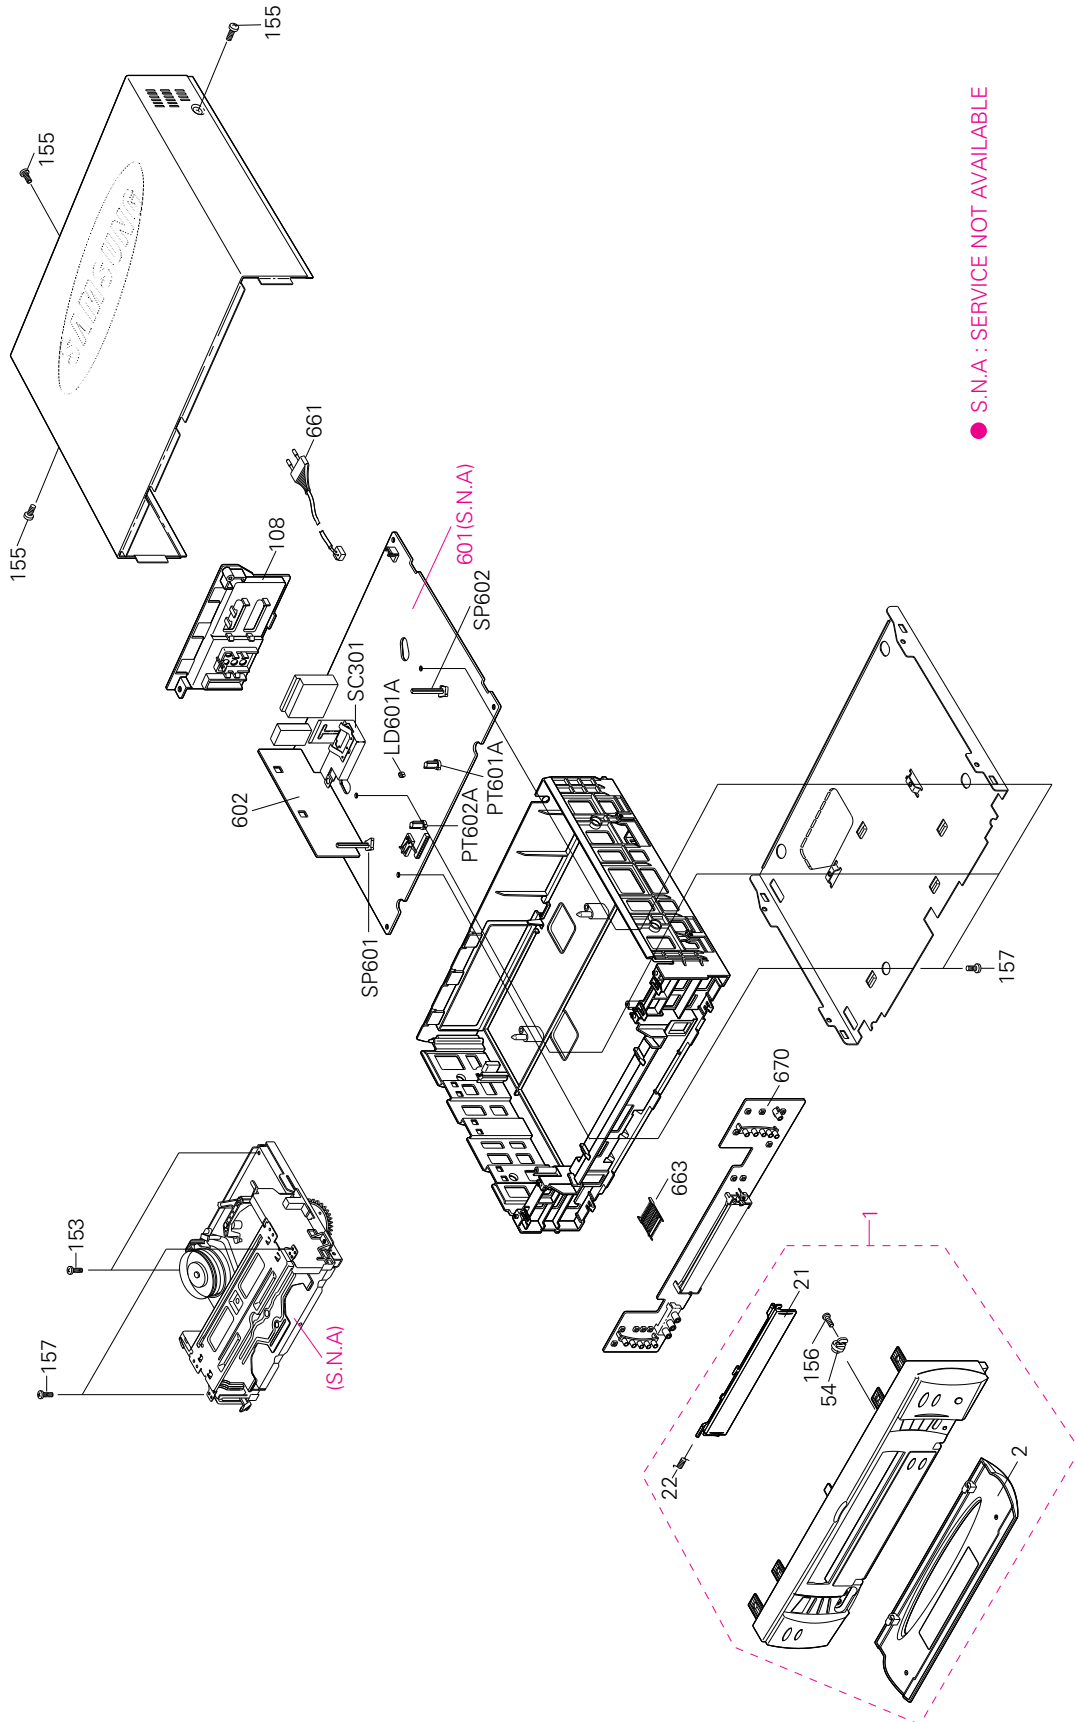 155
155
155
SAMSUNG
661
108
601(S.N.A)
SP602
SC301
LD601A
PT601A
PT602A
602
SP601
● S.N.A : SERVICE NOT AVAILABLE
157
153
157
(S.N.A)
663
670
1
21
22
156
54
2